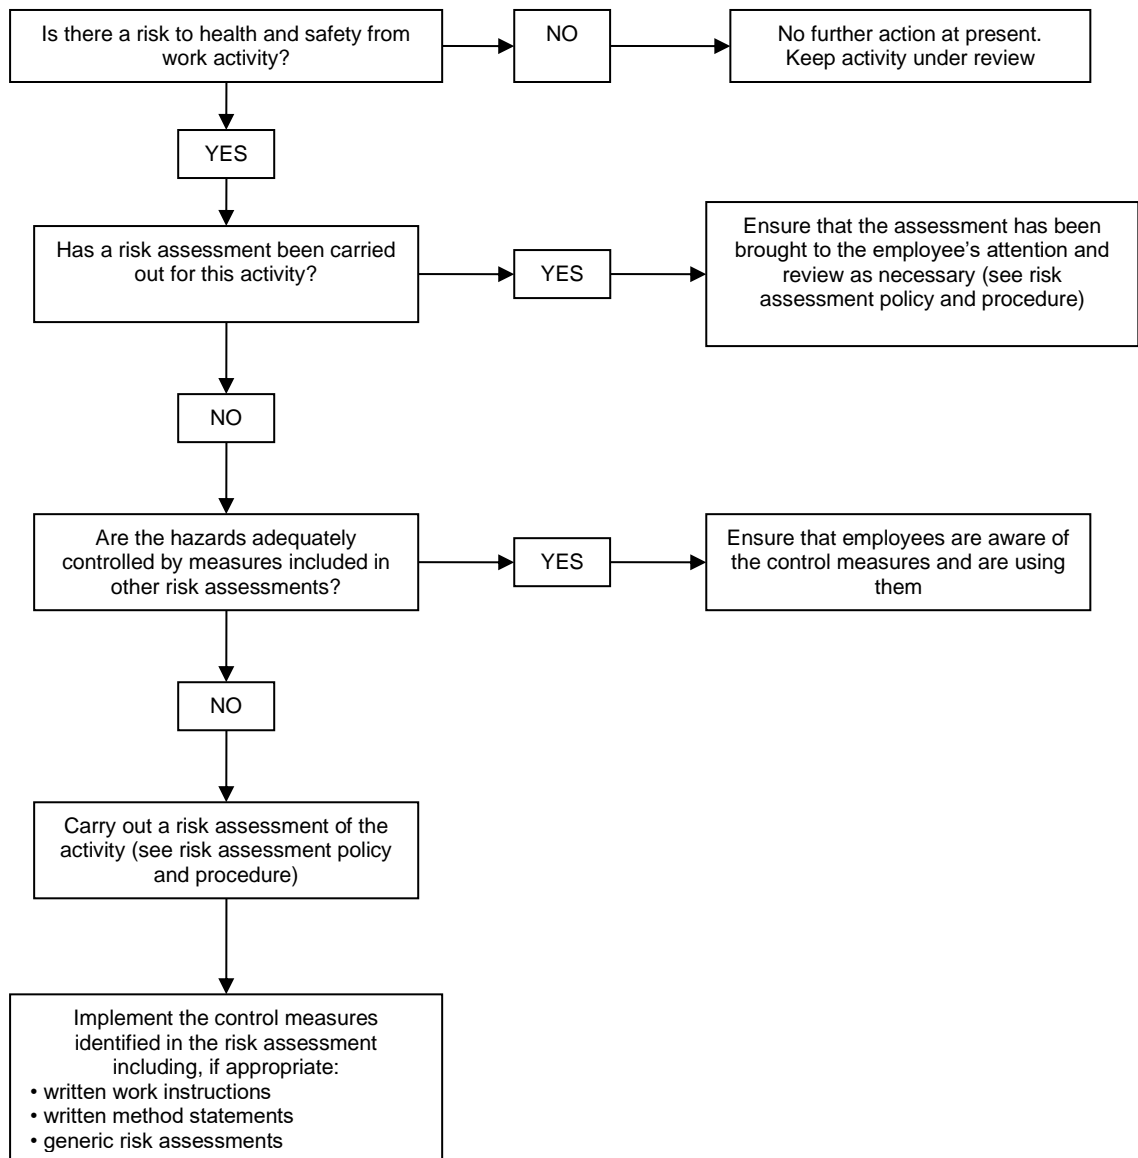 Is there a risk to health and safety from
work activity?
NO
No further action at present.
Keep activity under review
YES
Has a risk assessment been carried
out for this activity?
YES
Ensure that the assessment has been
brought to the employee’s attention and
review as necessary (see risk
assessment policy and procedure)
NO
Are the hazards adequately
controlled by measures included in
other risk assessments?
YES
Ensure that employees are aware of
the control measures and are using
them
NO
Carry out a risk assessment of the
activity (see risk assessment policy
and procedure)
Implement the control measures
identified in the risk assessment
including, if appropriate:
• written work instructions
• written method statements
• generic risk assessments